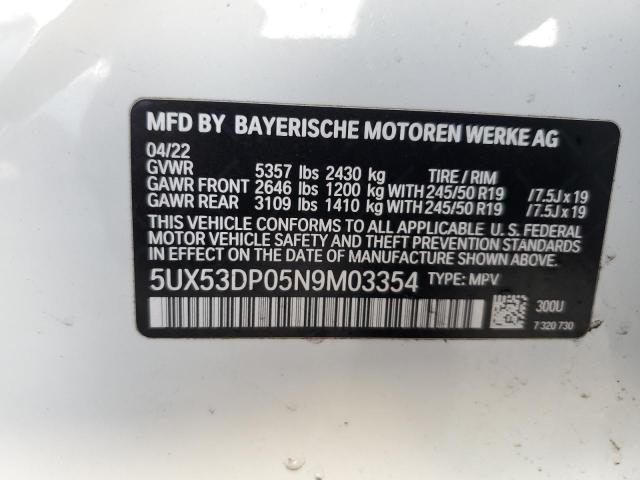 MFD BY BAYERISCHE MOTOREN WERKE AG
04/22
GVWR 5357 lbs 2430 kg TIRE / RIM
GAWR FRONT 2646 lbs 1200 kg WITH 245/50 R19 /7.5J x 19
GAWR REAR 3109 lbs 1410 kg WITH 245/50 R19 /7.5J x 19
THIS VEHICLE CONFORMS TO ALL APPLICABLE U. S. FEDERAL
MOTOR VEHICLE SAFETY AND THEFT PREVENTION STANDARDS
IN EFFECT ON THE DATE OF MANUFACTURE SHOWN ABOVE.
5UX53DP05N9M03354 TYPE: MPV
300U
7 320 730